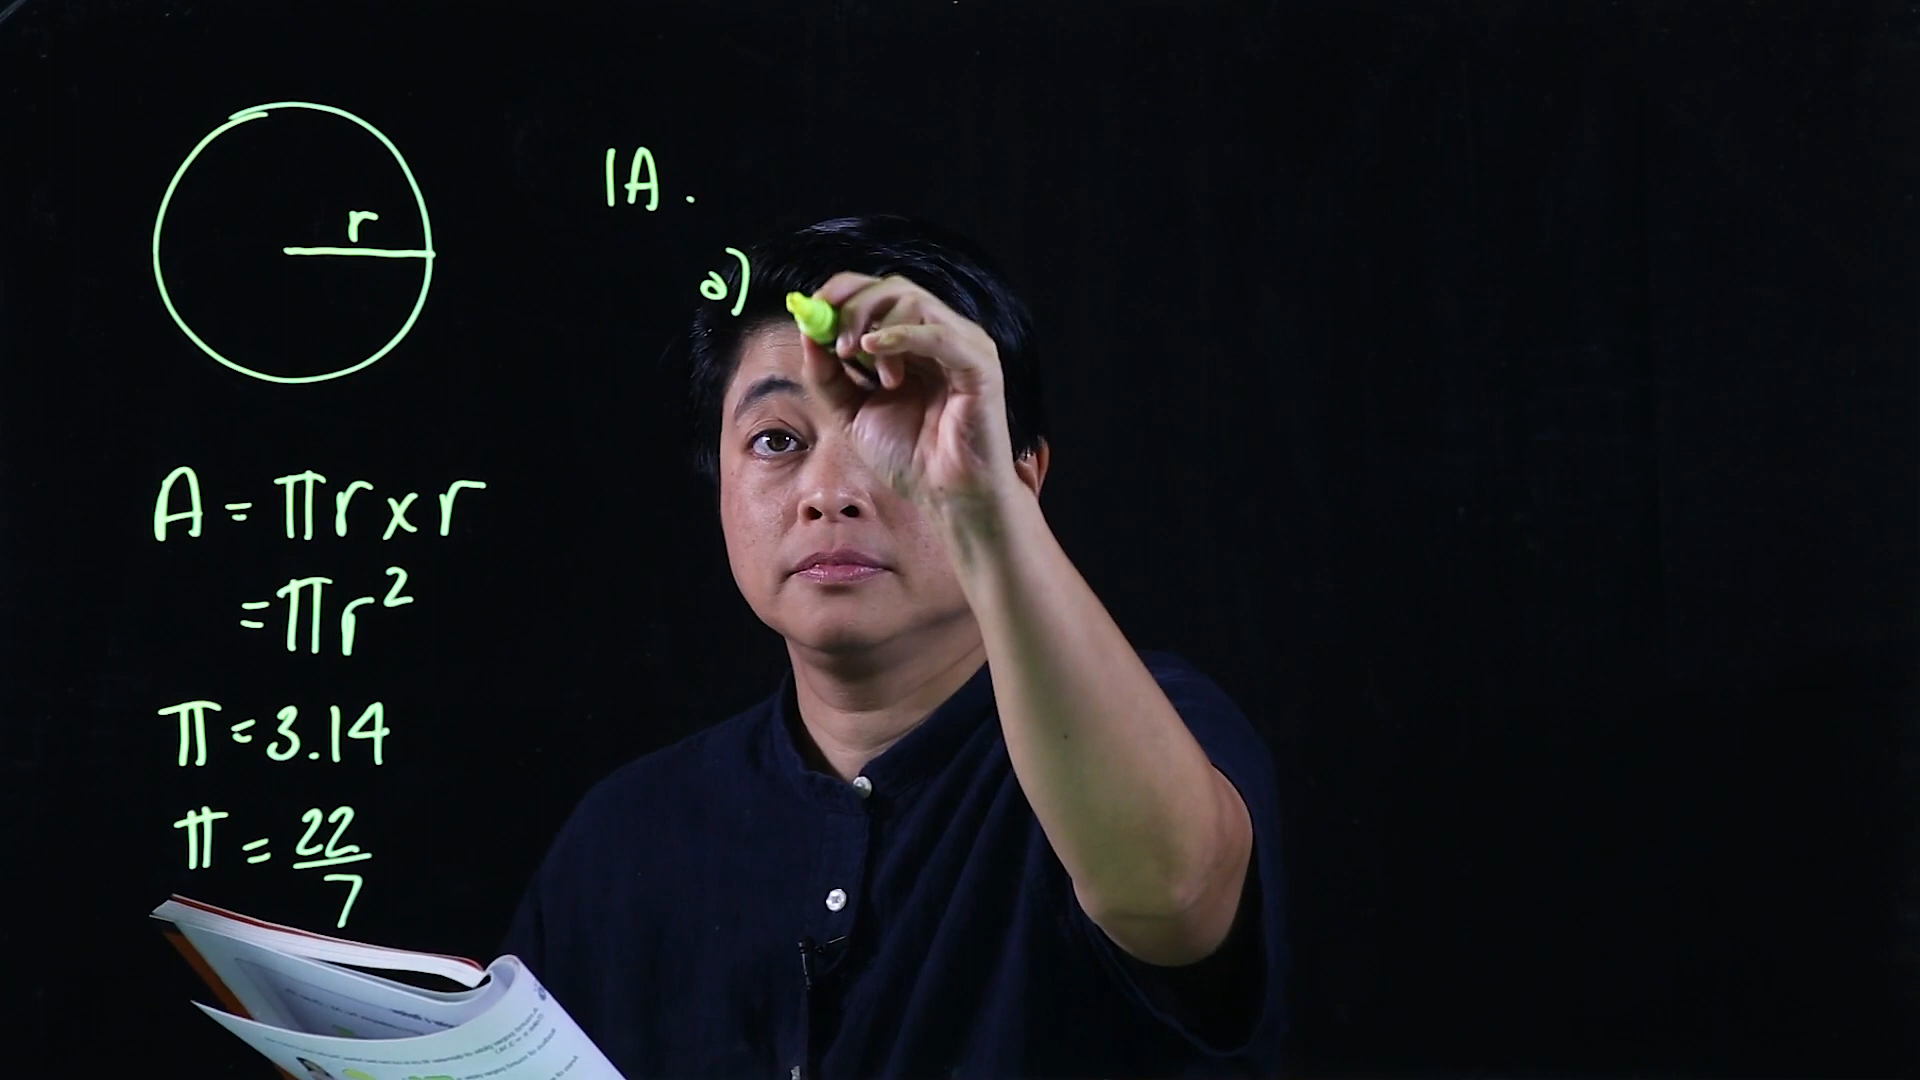 r
A = πr x r
= πr²
π = 3.14
π = 22/7
1A.
a)